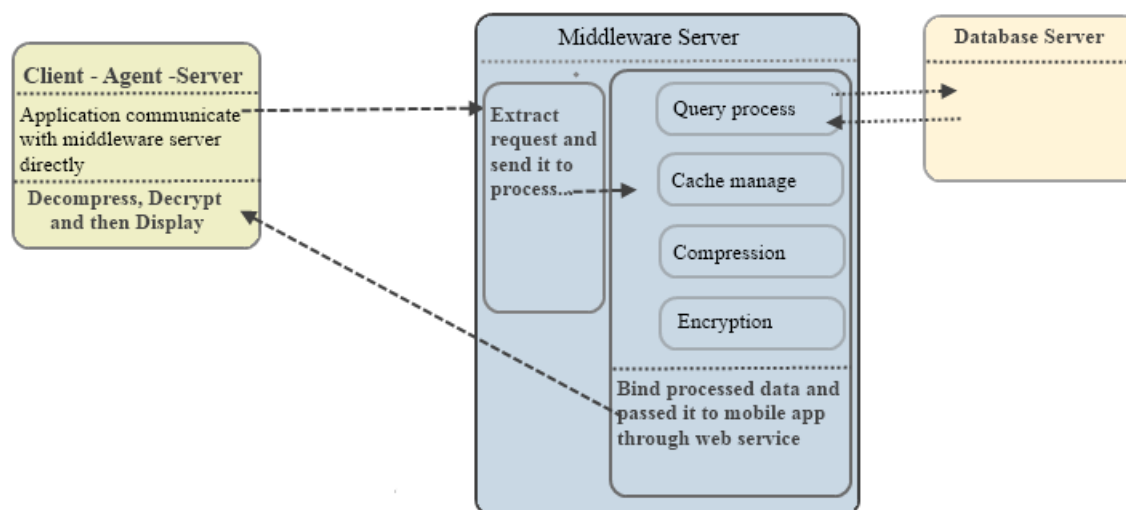 Client - Agent -Server
Application communicate
with middleware server
directly
Decompress, Decrypt
and then Display
Middleware Server
Extract
request and
send it to
process...
Query process
Cache manage
Compression
Encryption
Bind processed data and
passed it to mobile app
through web service
Database Server